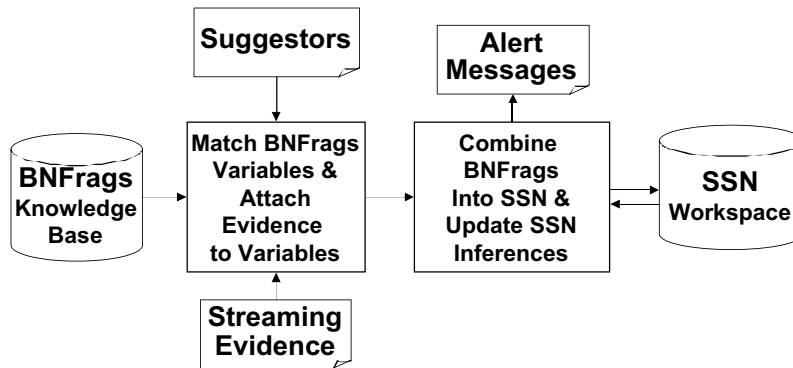 Suggestors
Alert
Messages
BNFrags
Knowledge
Base
Match BNFrags
Variables &
Attach
Evidence
to Variables
Combine
BNFrags
Into SSN &
Update SSN
Inferences
SSN
Workspace
Streaming
Evidence